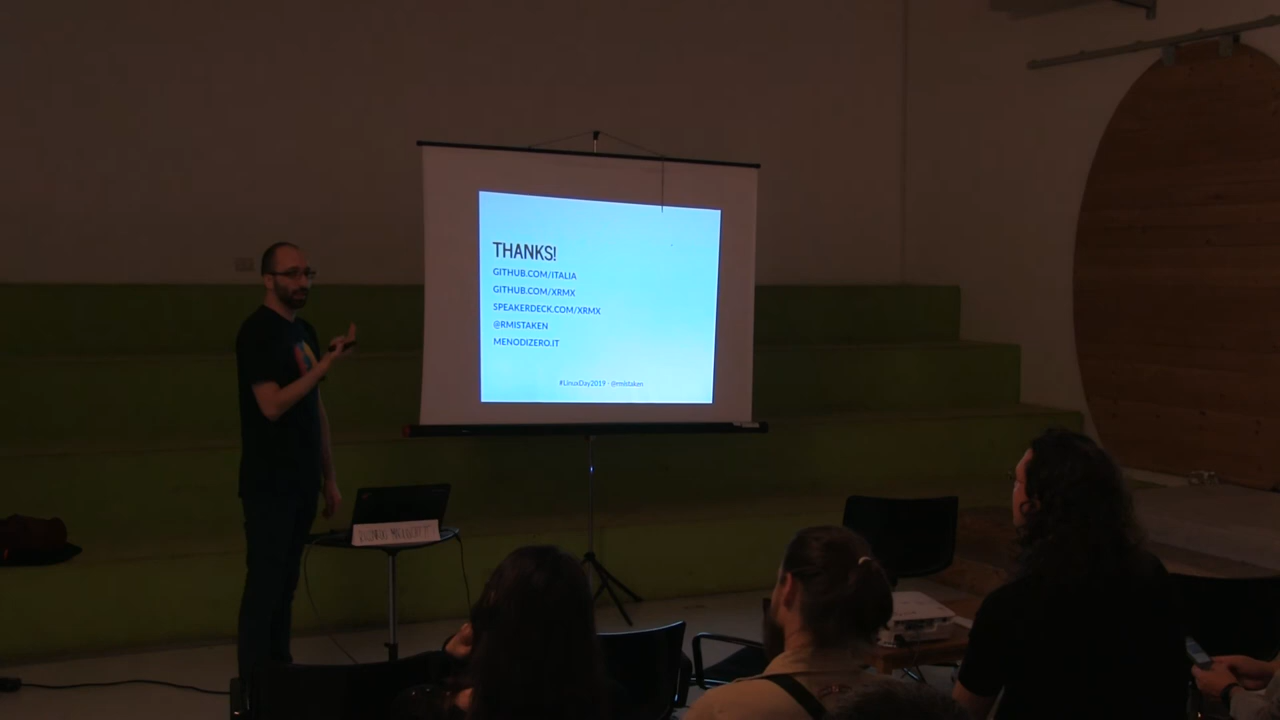 THANKS!
GITHUB.COM/ITALIA
GITHUB.COM/XRMX
SPEAKERDECK.COM/XRMX
@RMISTAKEN
MENODIZERO.IT
#LinuxDay2019 - @rmistaken